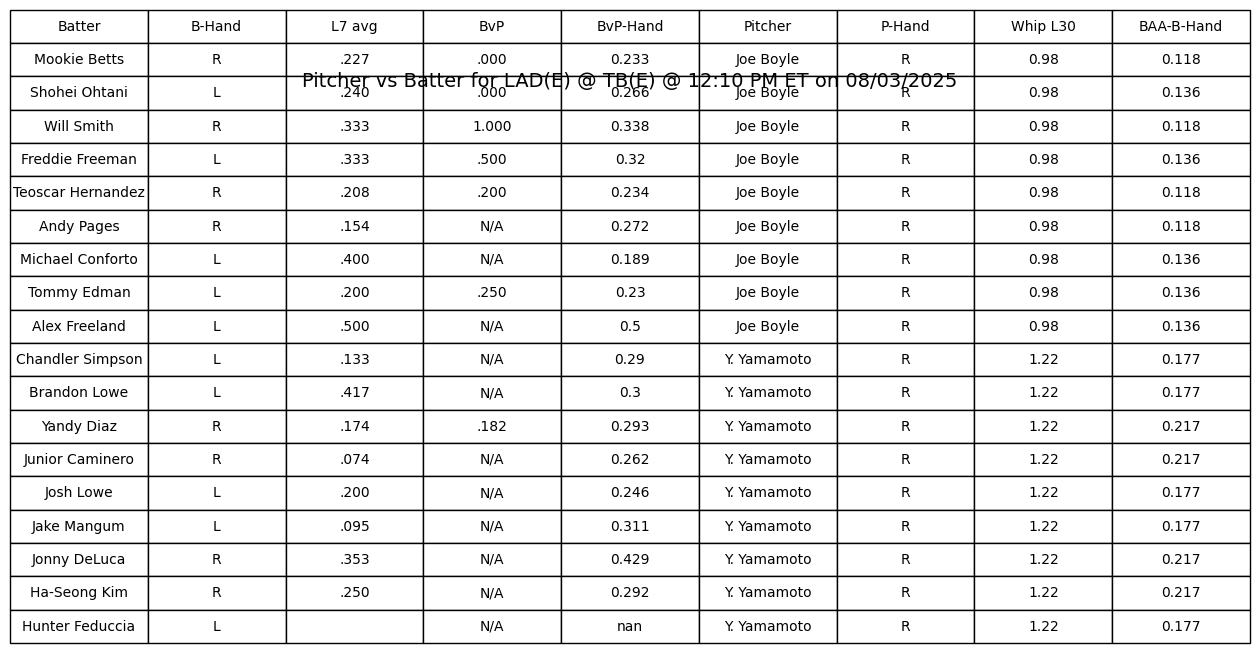 Batter B-Hand L7 avg BvP BvP-Hand Pitcher P-Hand Whip L30 BAA-B-Hand
Mookie Betts R .227 .000 0.233 Joe Boyle R 0.98 0.118
Pitcher vs Batter for LAD(E) @ TB(E) @ 12:10 PM ET on 08/03/2025
Shohei Ohtani L .240 .000 0.266 Joe Boyle R 0.98 0.136
Will Smith R .333 1.000 0.338 Joe Boyle R 0.98 0.118
Freddie Freeman L .333 .500 0.32 Joe Boyle R 0.98 0.136
Teoscar Hernandez R .208 .200 0.234 Joe Boyle R 0.98 0.118
Andy Pages R .154 N/A 0.272 Joe Boyle R 0.98 0.118
Michael Conforto L .400 N/A 0.189 Joe Boyle R 0.98 0.136
Tommy Edman L .200 .250 0.23 Joe Boyle R 0.98 0.136
Alex Freeland L .500 N/A 0.5 Joe Boyle R 0.98 0.136
Chandler Simpson L .133 N/A 0.29 Y. Yamamoto R 1.22 0.177
Brandon Lowe L .417 N/A 0.3 Y. Yamamoto R 1.22 0.177
Yandy Diaz R .174 .182 0.293 Y. Yamamoto R 1.22 0.217
Junior Caminero R .074 N/A 0.262 Y. Yamamoto R 1.22 0.217
Josh Lowe L .200 N/A 0.246 Y. Yamamoto R 1.22 0.177
Jake Mangum L .095 N/A 0.311 Y. Yamamoto R 1.22 0.177
Jonny DeLuca R .353 N/A 0.429 Y. Yamamoto R 1.22 0.217
Ha-Seong Kim R .250 N/A 0.292 Y. Yamamoto R 1.22 0.217
Hunter Feduccia L N/A nan Y. Yamamoto R 1.22 0.177